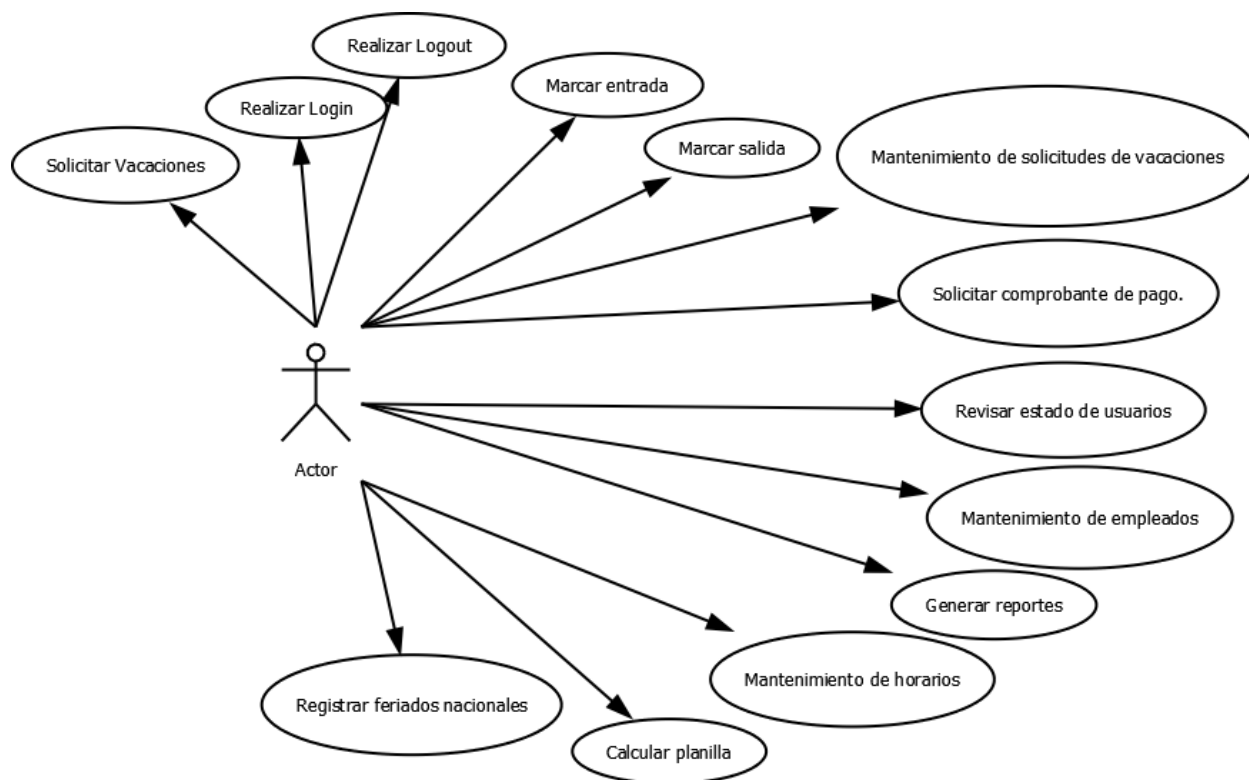 Realizar Logout
Marcar entrada
Realizar Login
Marcar salida
Solicitar Vacaciones
Mantenimiento de solicitudes de vacaciones
Solicitar comprobante de pago.
Revisar estado de usuarios
Actor
Mantenimiento de empleados
Generar reportes
Mantenimiento de horarios
Registrar feriados nacionales
Calcular planilla